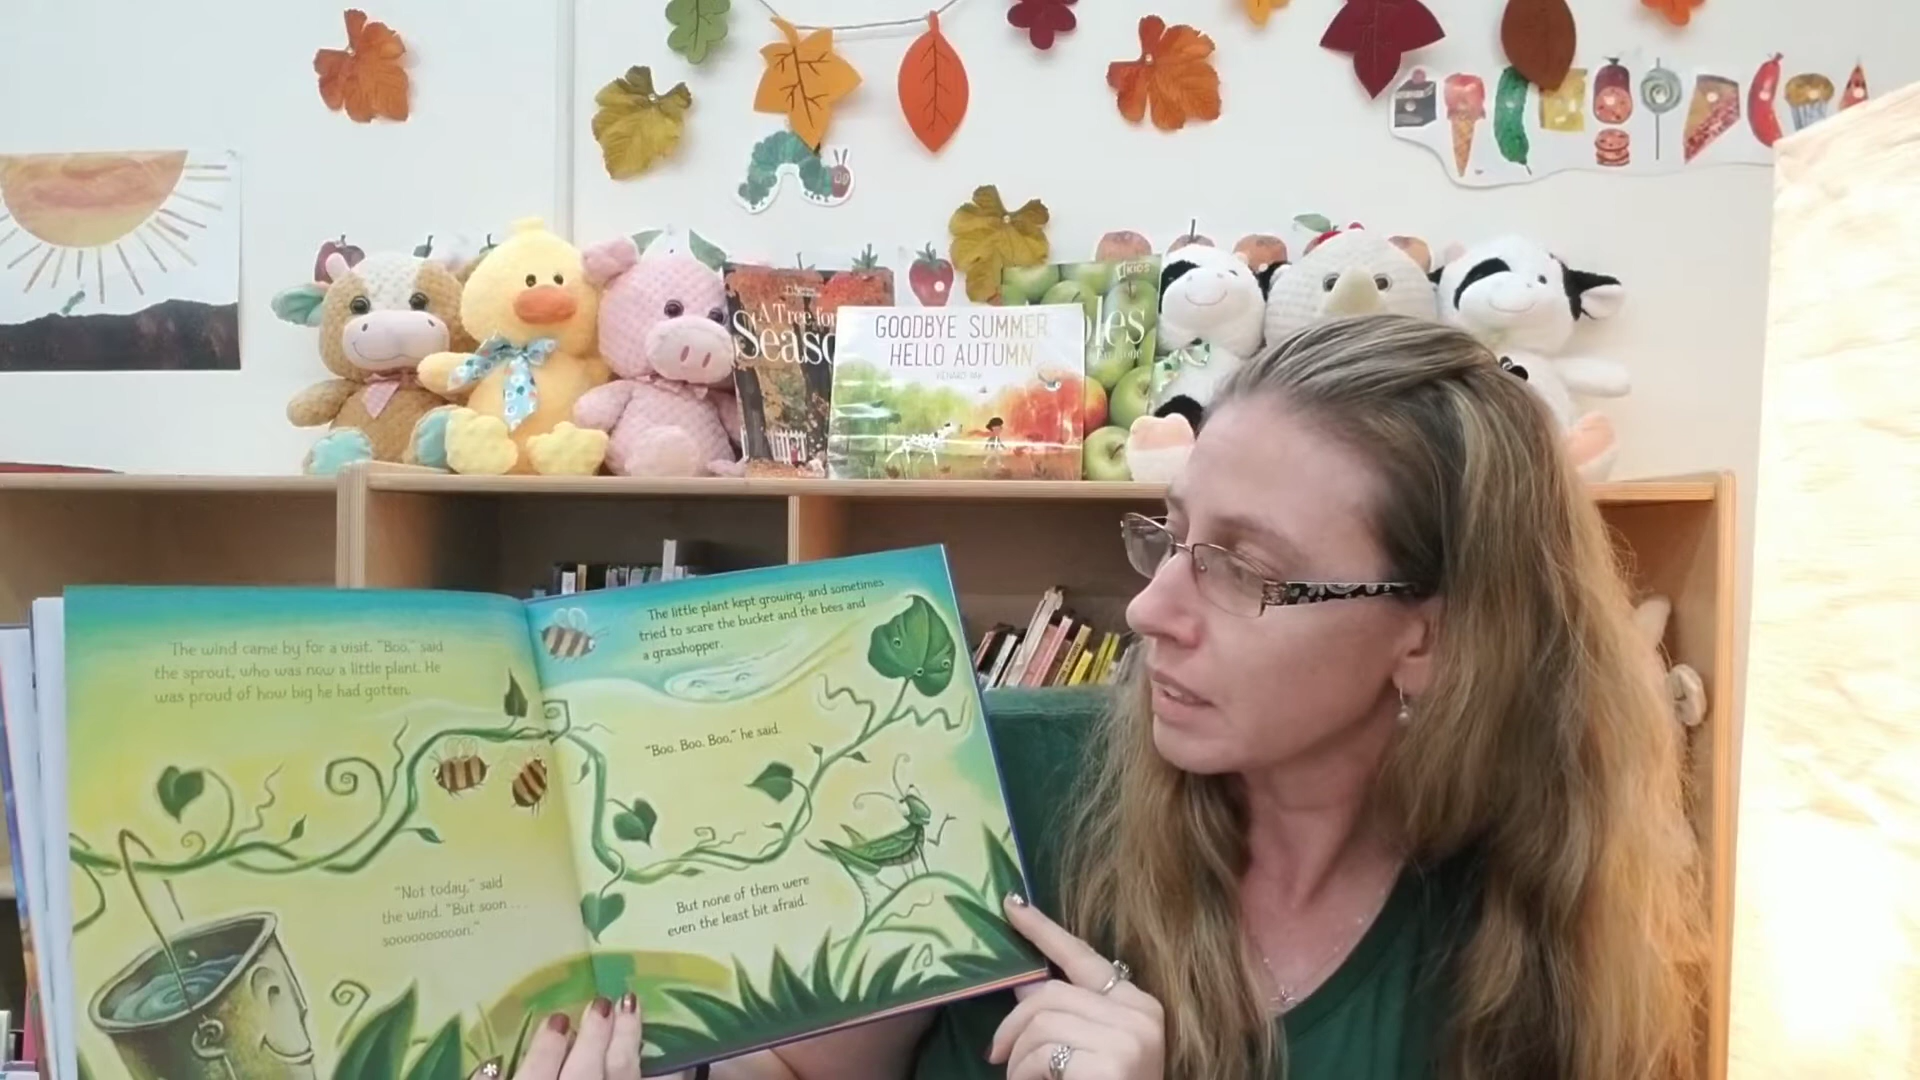 A Tree for
Seaso
GOODBYE SUMMER
HELLO AUTUMN
KENARD PAK
KIDS
ples
The wind came by for a visit. "Boo," said
the sprout, who was now a little plant. He
was proud of how big he had gotten.
"Not today," said
the wind. "But soon . . .
soooooooooon."
The little plant kept growing, and sometimes
tried to scare the bucket and the bees and
a grasshopper.
"Boo. Boo. Boo," he said.
But none of them were
even the least bit afraid.